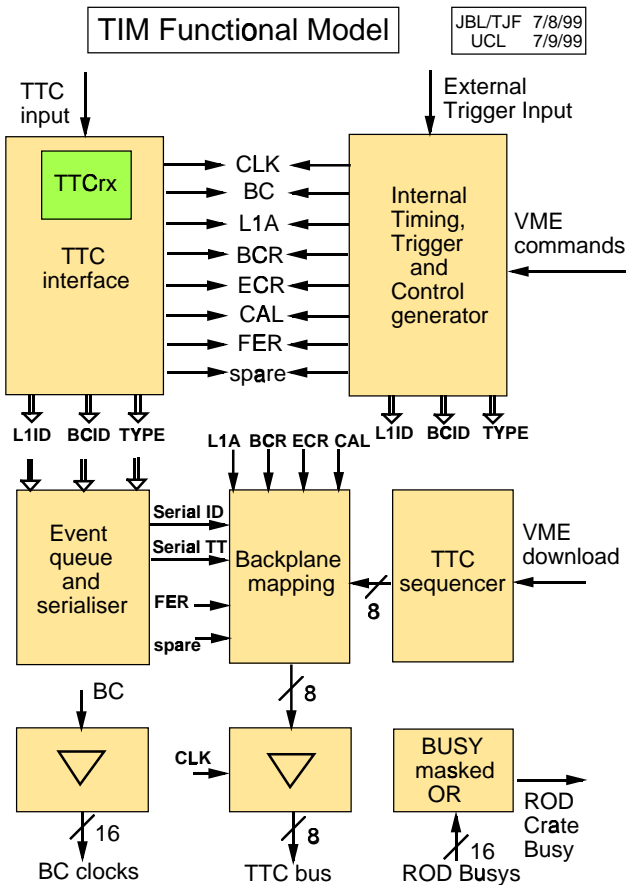 TIM Functional Model
JBL/TJF 7/8/99
UCL 7/9/99
TTC
input
External
Trigger Input
TTCrx
TTC
interface
CLK
BC
L1A
BCR
ECR
CAL
FER
spare
Internal
Timing,
Trigger
and
Control
generator
VME
commands
L1ID BCID TYPE
L1ID BCID TYPE
L1A BCR ECR CAL
Event
queue
and
serialiser
Serial ID
Serial TT
FER
spare
Backplane
mapping
8
TTC
sequencer
VME
download
BC
8
CLK
BUSY
masked
OR
ROD
Crate
Busy
16
BC clocks
8
TTC bus
16
ROD Busys